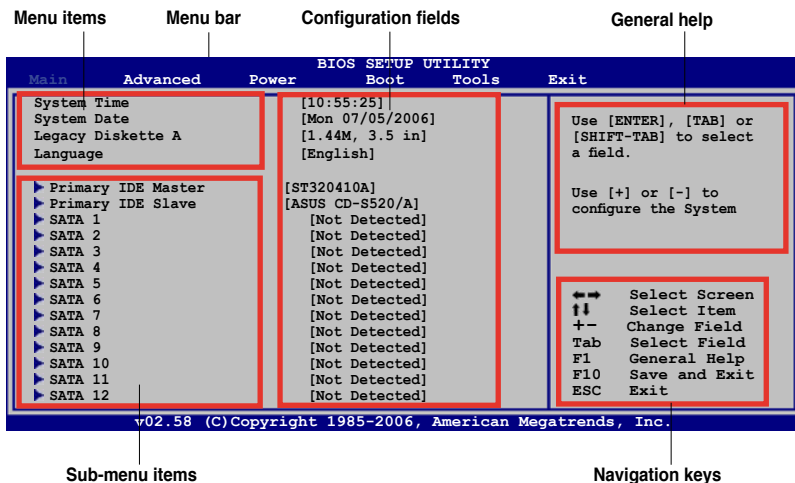 Menu items Menu bar Configuration fields General help
BIOS SETUP UTILITY
Main Advanced Power Boot Tools Exit
System Time [10:55:25]
System Date [Mon 07/05/2006]
Legacy Diskette A [1.44M, 3.5 in]
Language [English]
Primary IDE Master [ST320410A]
Primary IDE Slave [ASUS CD-S520/A]
SATA 1 [Not Detected]
SATA 2 [Not Detected]
SATA 3 [Not Detected]
SATA 4 [Not Detected]
SATA 5 [Not Detected]
SATA 6 [Not Detected]
SATA 7 [Not Detected]
SATA 8 [Not Detected]
SATA 9 [Not Detected]
SATA 10 [Not Detected]
SATA 11 [Not Detected]
SATA 12 [Not Detected]
Use [ENTER], [TAB] or
[SHIFT-TAB] to select
a field.
Use [+] or [-] to
configure the System
←→ Select Screen
↑↓ Select Item
+- Change Field
Tab Select Field
F1 General Help
F10 Save and Exit
ESC Exit
v02.58 (C)Copyright 1985-2006, American Megatrends, Inc.
Sub-menu items Navigation keys